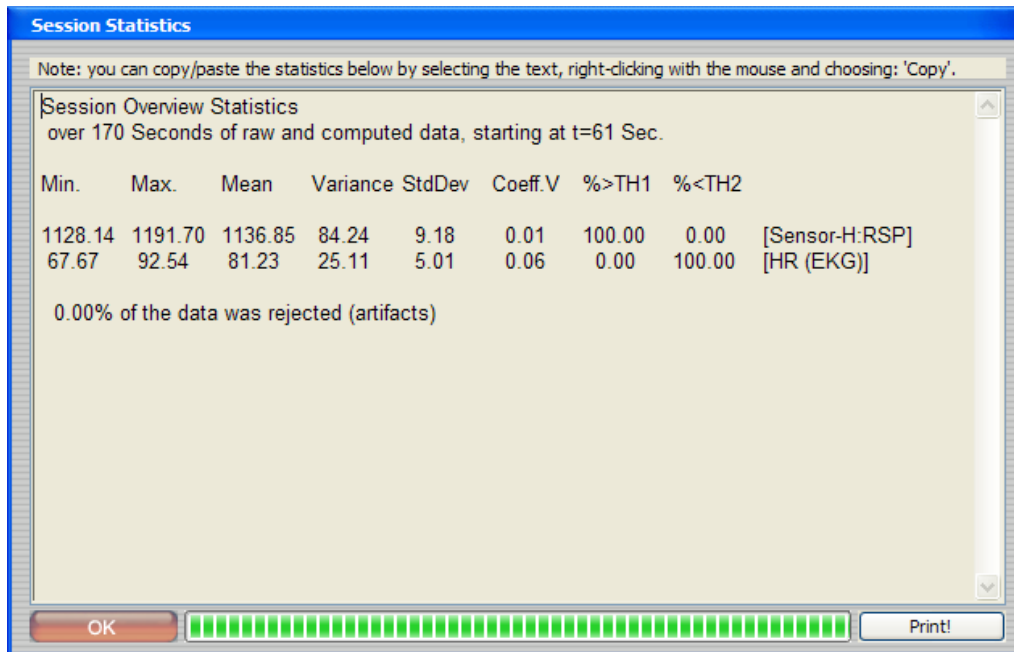 Session Statistics
Note: you can copy/paste the statistics below by selecting the text, right-clicking with the mouse and choosing: 'Copy'.
Session Overview Statistics
over 170 Seconds of raw and computed data, starting at t=61 Sec.
Min. Max. Mean Variance StdDev Coeff.V %>TH1 %<TH2
1128.14 1191.70 1136.85 84.24 9.18 0.01 100.00 0.00 [Sensor-H:RSP]
67.67 92.54 81.23 25.11 5.01 0.06 0.00 100.00 [HR (EKG)]
0.00% of the data was rejected (artifacts)
OK Print!